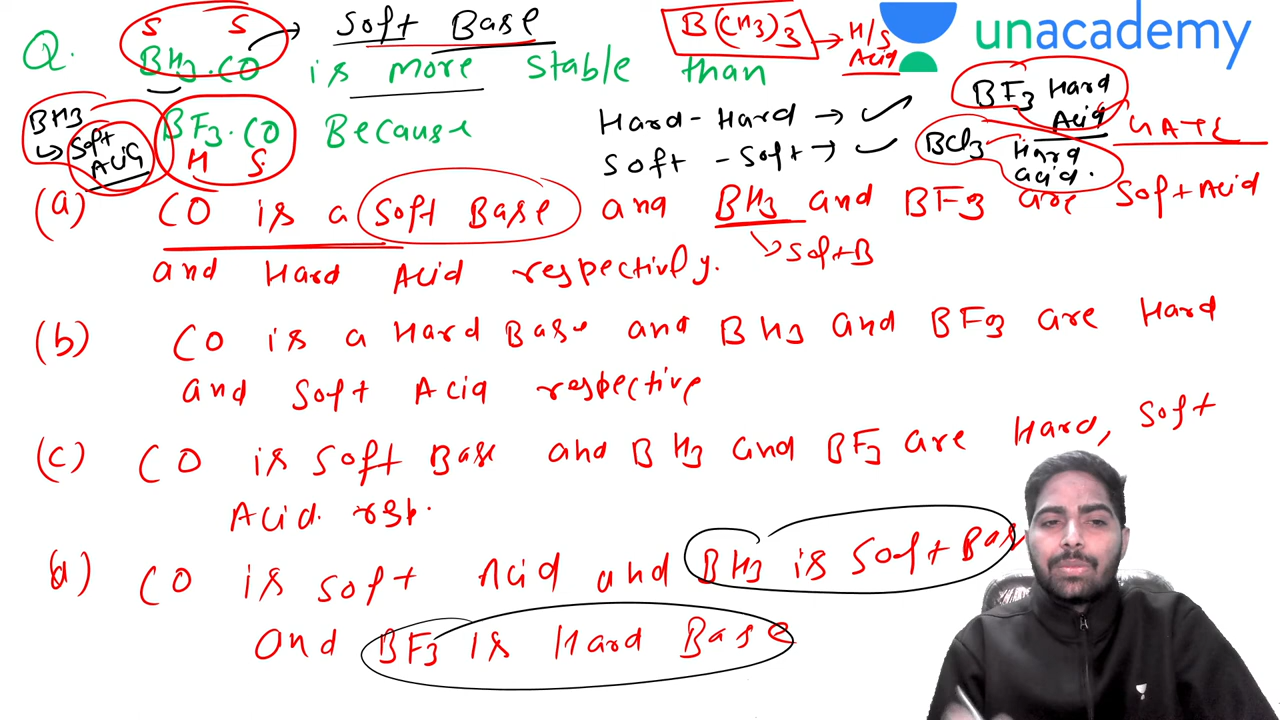 S S
Soft Base
B(CH3)3 → H/S Acid
unacademy
Q. BH3·CO is more stable than
BF3 Hard Acid
BH3
↳ Soft Acid
BF3·CO Because
H S
Hard - Hard → ✓
Soft - Soft → ✓
BCl3 Hard acid.
GATE
(a) CO is a Soft Base and BH3 and BF3 are Soft Acid
and Hard Acid respectively.
Soft B
(b) CO is a Hard Base and BH3 and BF3 are Hard
and Soft Acid respective
(c) CO is Soft Base and BH3 and BF3 are Hard, Soft
Acid resp.
(d) CO is soft Acid and BH3 is Soft Bas
and BF3 is Hard Base